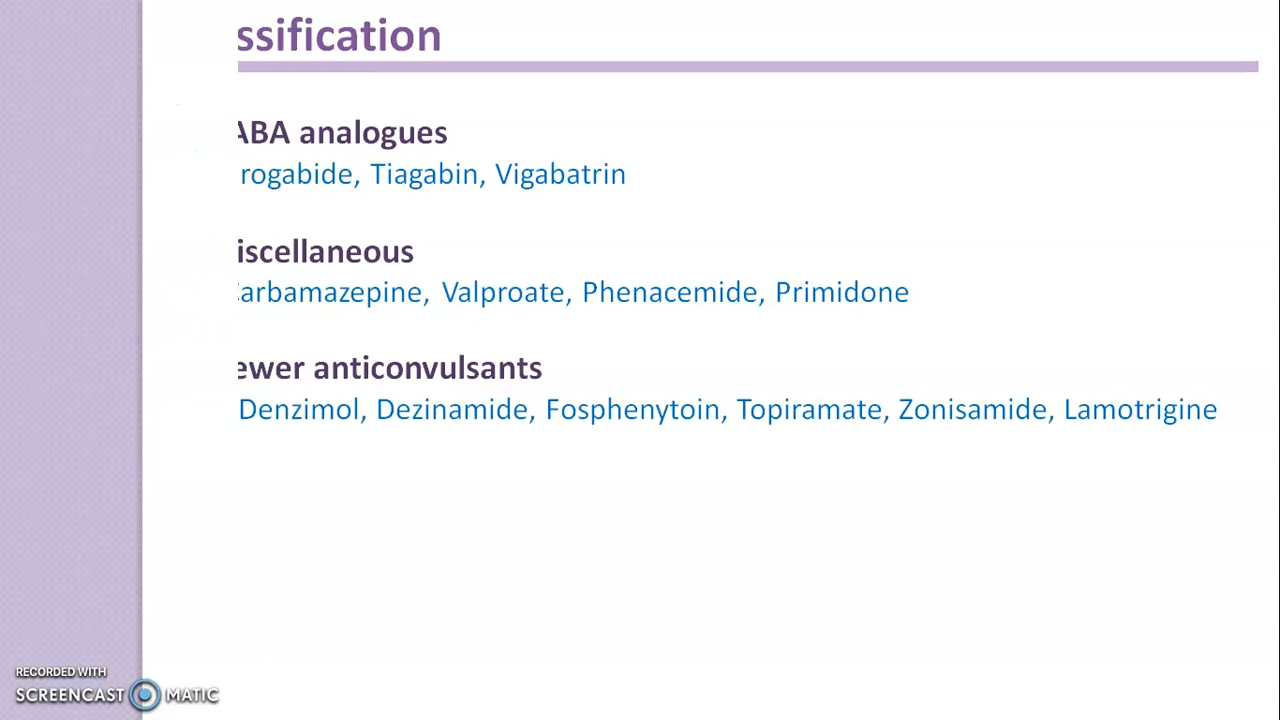 ssification
ABA analogues
rogabide, Tiagabin, Vigabatrin
iscellaneous
arbamazepine, Valproate, Phenacemide, Primidone
ewer anticonvulsants
Denzimol, Dezinamide, Fosphenytoin, Topiramate, Zonisamide, Lamotrigine
RECORDED WITH
SCREENCAST MATIC